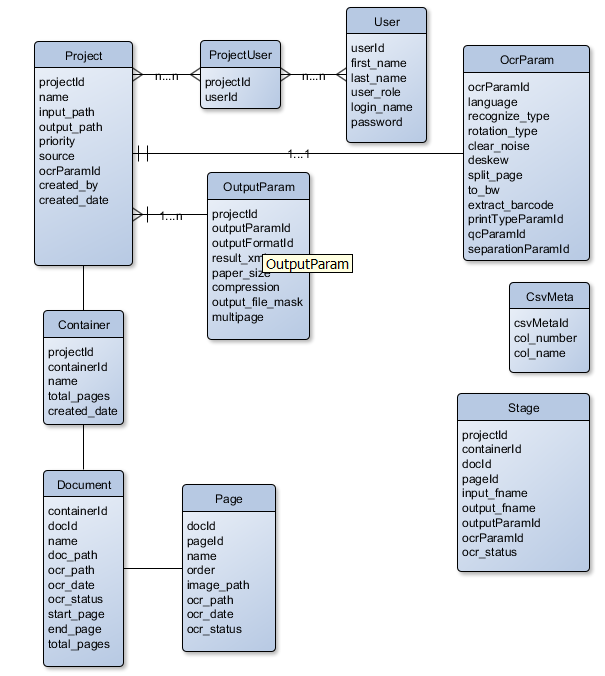 Project
projectId
name
input_path
output_path
priority
source
ocrParamId
created_by
created_date
n...n
ProjectUser
projectId
userId
n...n
User
userId
first_name
last_name
user_role
login_name
password
OcrParam
ocrParamId
language
recognize_type
rotation_type
clear_noise
deskew
split_page
to_bw
extract_barcode
printTypeParamId
qcParamId
separationParamId
1...1
1...n
OutputParam
projectId
outputParamId
outputFormatId
result_xm
paper_size
compression
output_file_mask
multipage
OutputParam
CsvMeta
csvMetaId
col_number
col_name
Container
projectId
containerId
name
total_pages
created_date
Stage
projectId
containerId
docId
pageId
input_fname
output_fname
outputParamId
ocrParamId
ocr_status
Document
containerId
docId
name
doc_path
ocr_path
ocr_date
ocr_status
start_page
end_page
total_pages
Page
docId
pageId
name
order
image_path
ocr_path
ocr_date
ocr_status